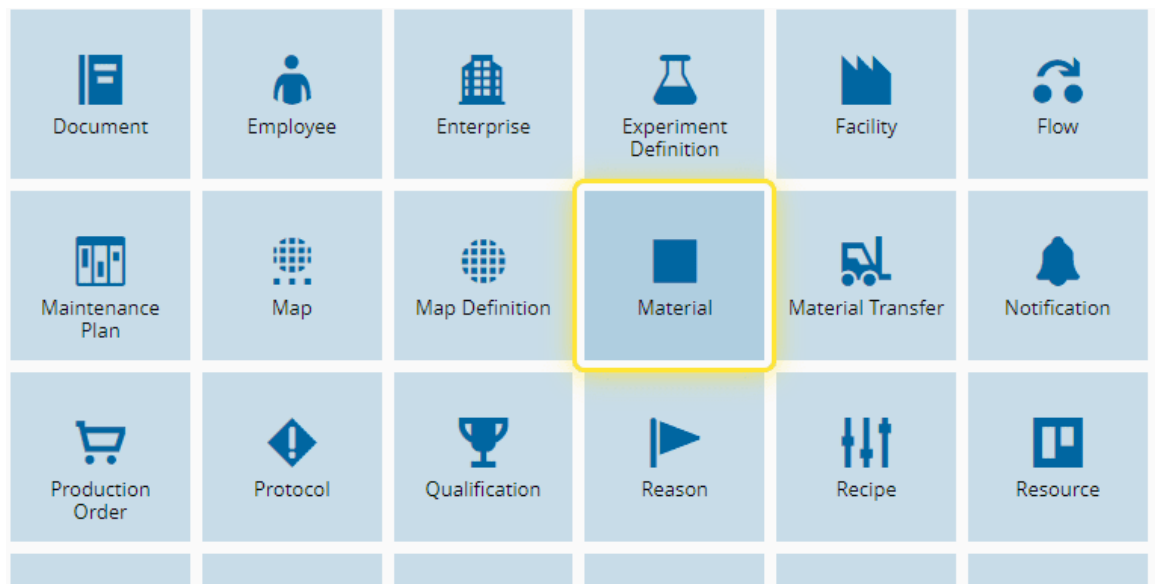 Document
Employee
Enterprise
Experiment
Definition
Facility
Flow
Maintenance
Plan
Map
Map Definition
Material
Material Transfer
Notification
Production
Order
Protocol
Qualification
Reason
Recipe
Resource